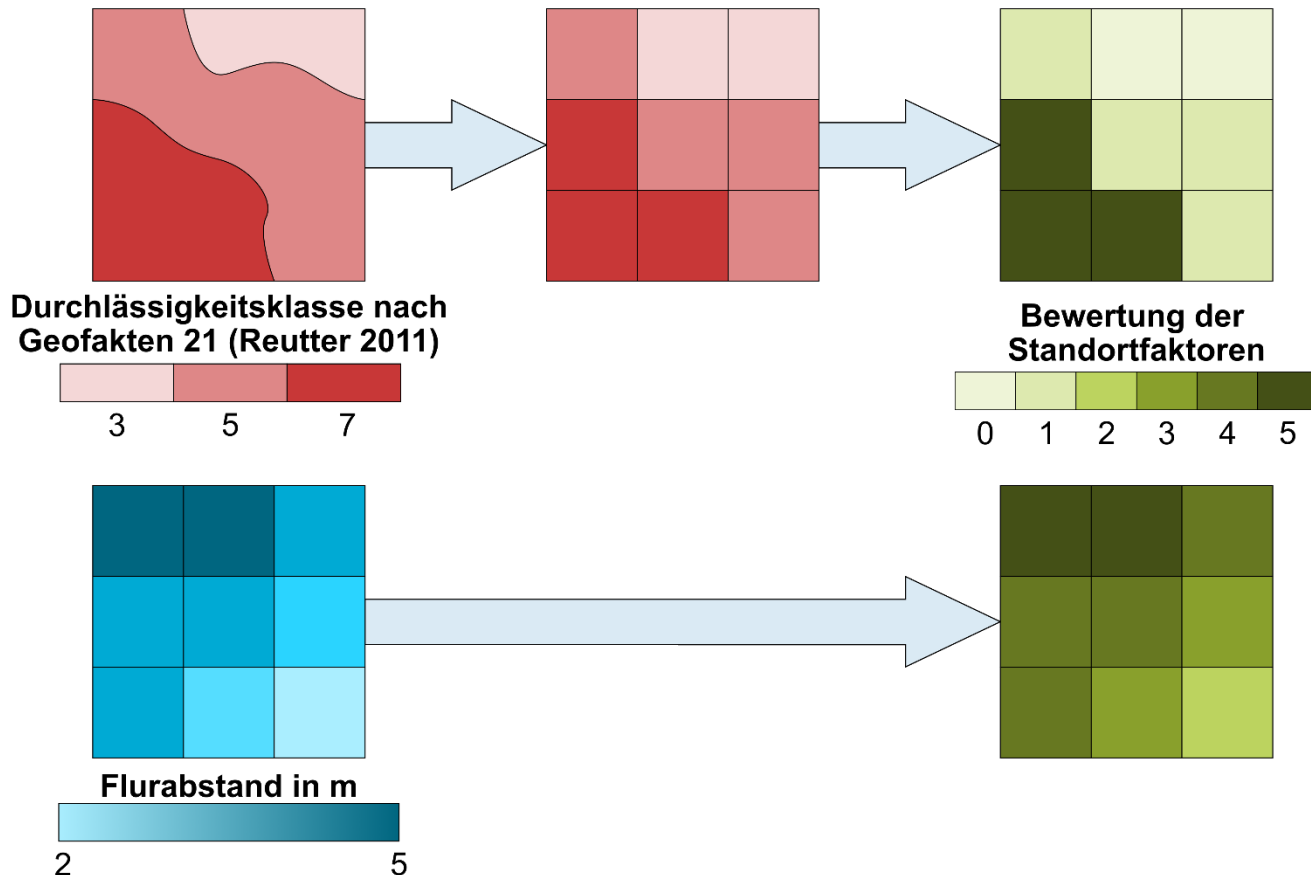 Durchlässigkeitsklasse nach
Geofakten 21 (Reutter 2011)
3 5 7
Bewertung der
Standortfaktoren
0 1 2 3 4 5
Flurabstand in m
2 5